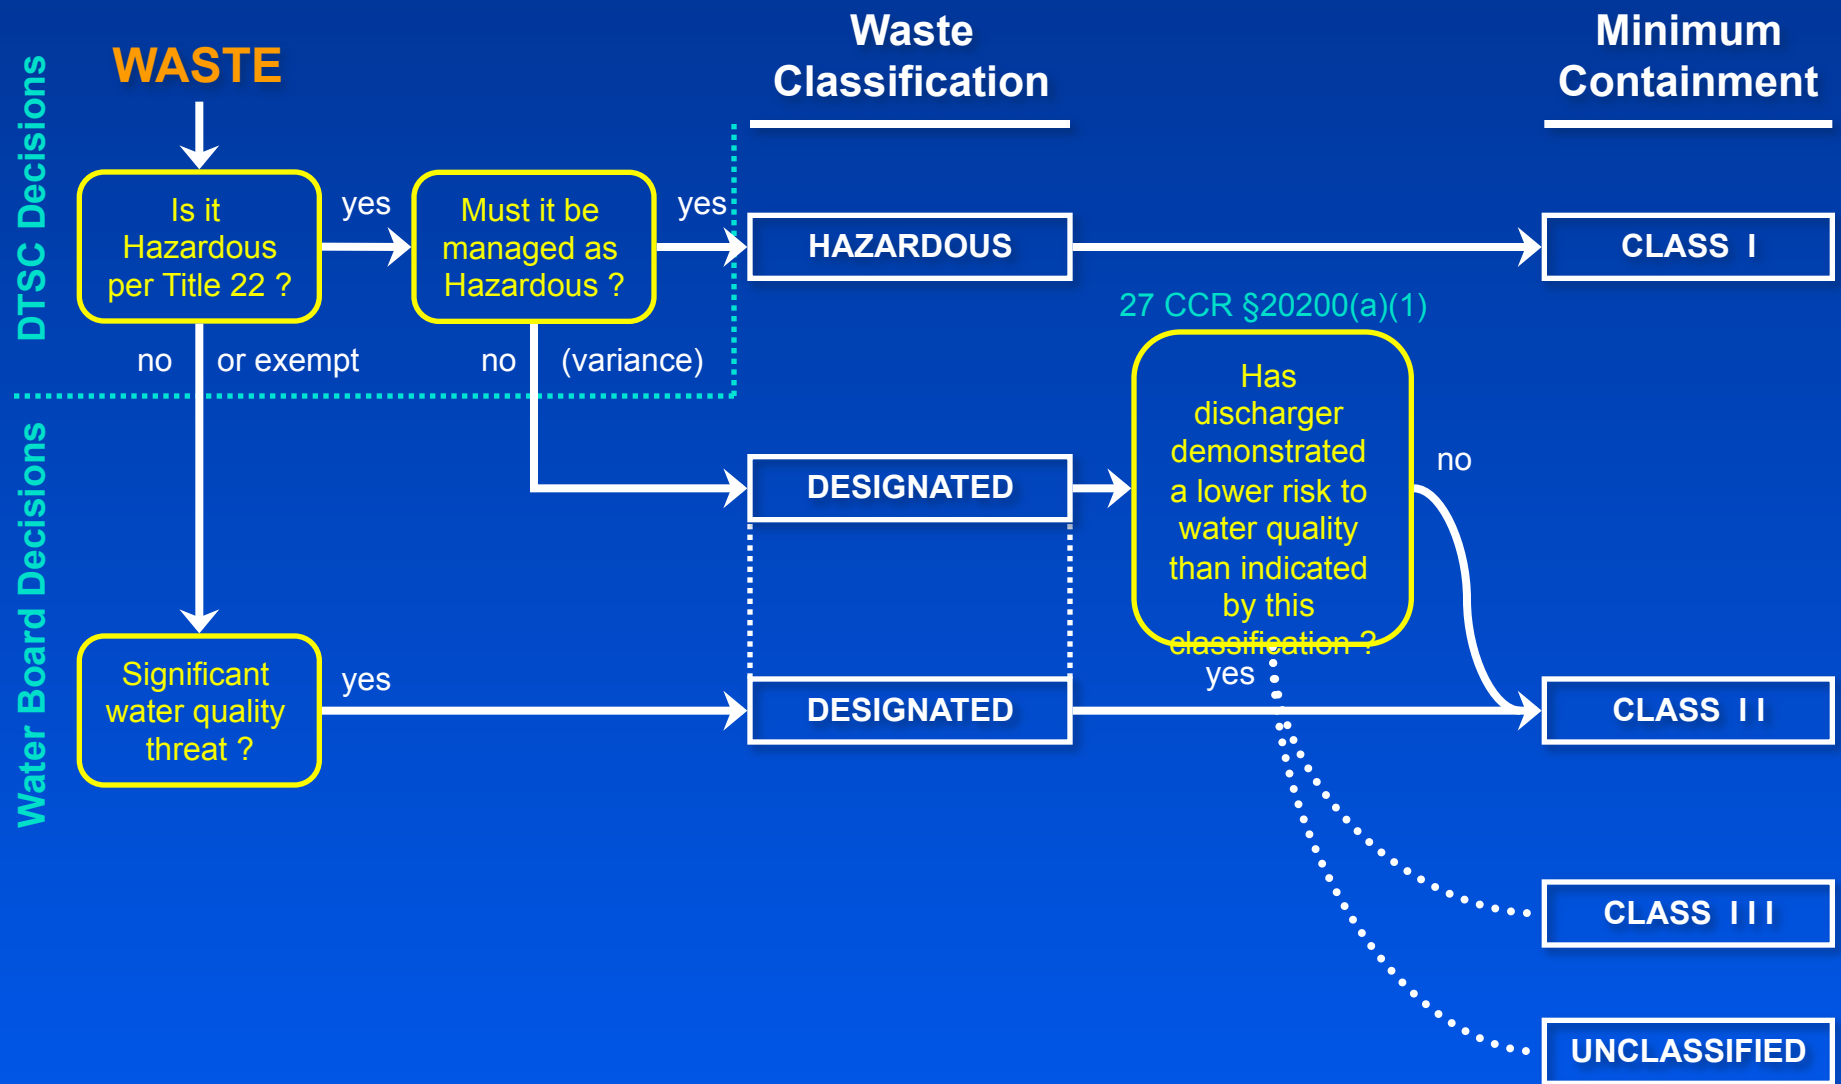 WASTE
Waste
Classification
Minimum
Containment
DTSC Decisions
Is it
Hazardous
per Title 22 ?
yes
Must it be
managed as
Hazardous ?
yes
HAZARDOUS
CLASS I
27 CCR §20200(a)(1)
no or exempt
no (variance)
Has
discharger
demonstrated
a lower risk to
water quality
than indicated
by this
classification ?
no
yes
Water Board Decisions
DESIGNATED
Significant
water quality
threat ?
yes
DESIGNATED
CLASS I I
CLASS I I I
UNCLASSIFIED